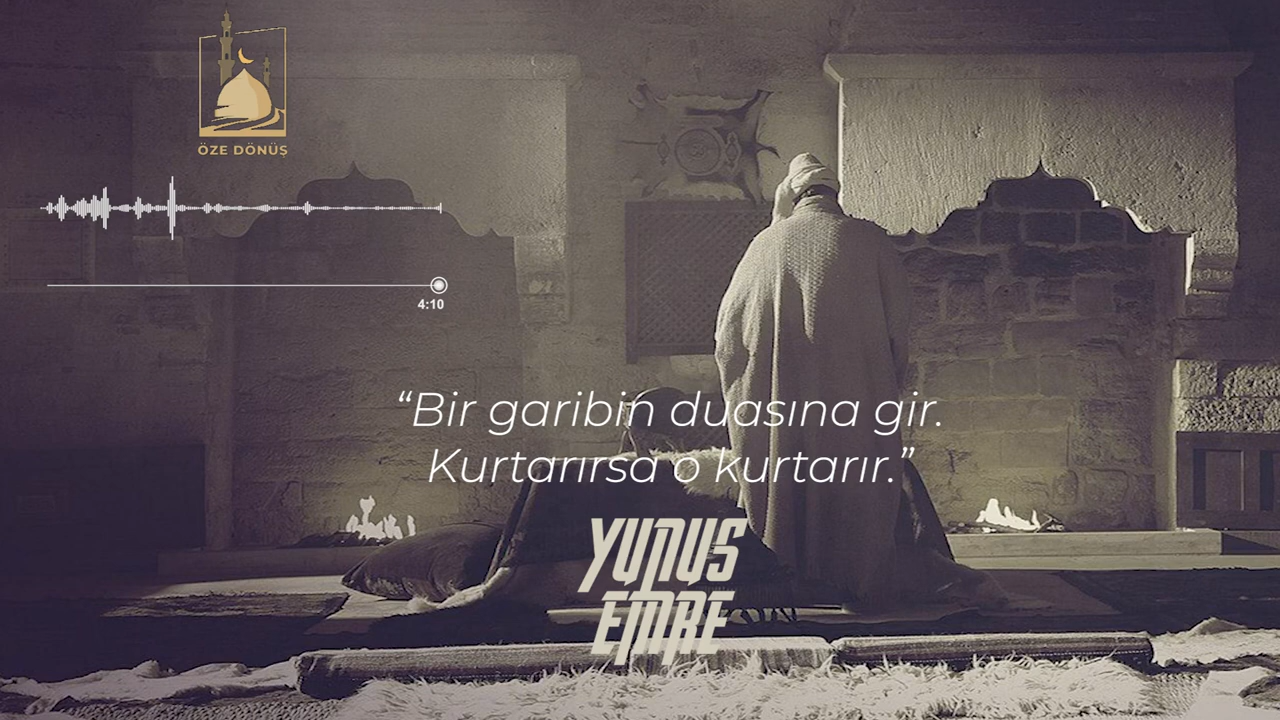 ÖZE DÖNÜŞ
4:10
“Bir garibin duasına gir.
Kurtarırsa o kurtarır.”
YUNUS
EMRE